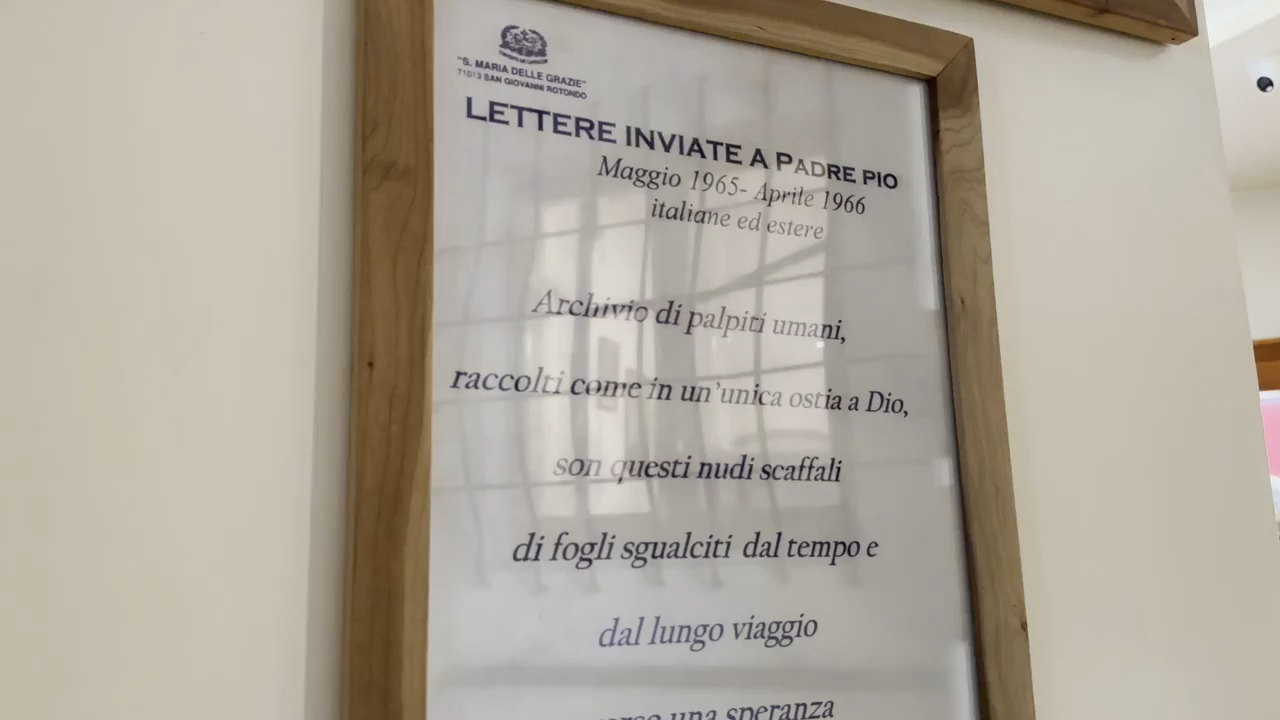 "S. MARIA DELLE GRAZIE"
71013 SAN GIOVANNI ROTONDO
LETTERE INVIATE A PADRE PIO
Maggio 1965- Aprile 1966
italiane ed estere
Archivio di palpiti umani,
raccolti come in un'unica ostia a Dio,
son questi nudi scaffali
di fogli sgualciti dal tempo e
dal lungo viaggio
una speranza